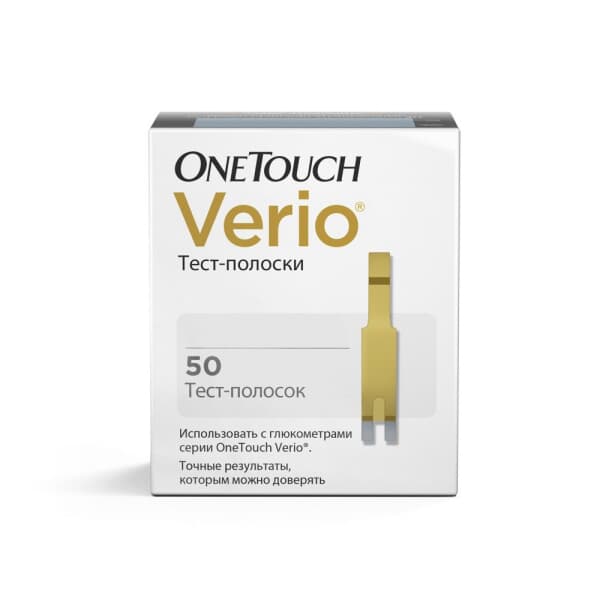 ONETOUCH
Verio®
Тест-полоски
50
Тест-полосок
Использовать с глюкометрами
серии OneTouch Verio®.
Точные результаты,
которым можно доверять